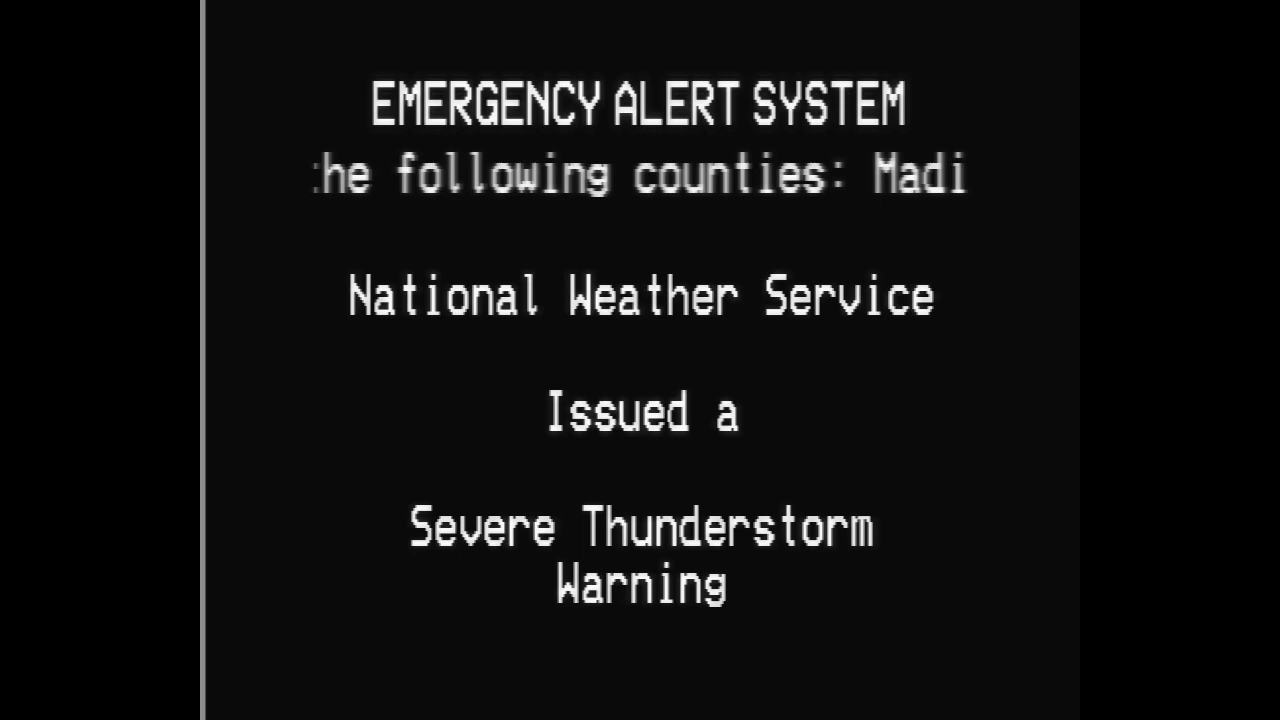 EMERGENCY ALERT SYSTEM
he following counties: Madi
National Weather Service
Issued a
Severe Thunderstorm
Warning